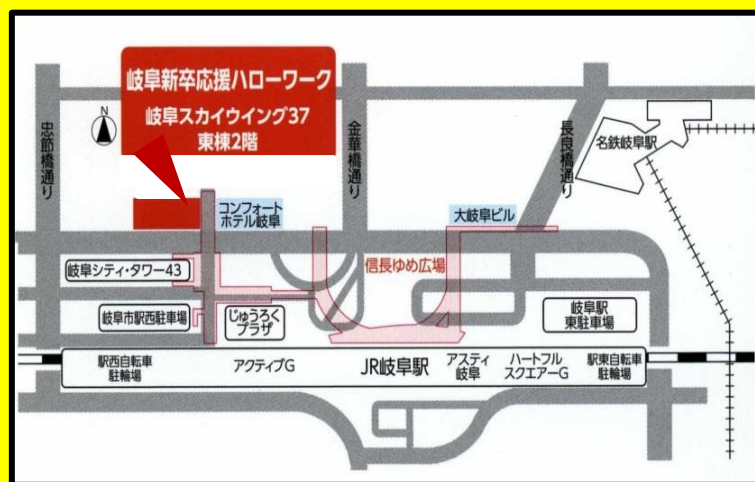 岐阜新卒応援ハローワーク
岐阜スカイウイング37
東棟2階
N
忠節橋通り
金華橋通り
長良橋通り
名鉄岐阜駅
コンフォート
ホテル岐阜
大岐阜ビル
信長ゆめ広場
岐阜シティ・タワー43
岐阜市駅西駐車場
じゅうろく
プラザ
岐阜駅
東駐車場
駅西自転車
駐輪場
アクティブG
JR岐阜駅
アスティ
岐阜
ハートフル
スクエアーG
駅東自転車
駐輪場